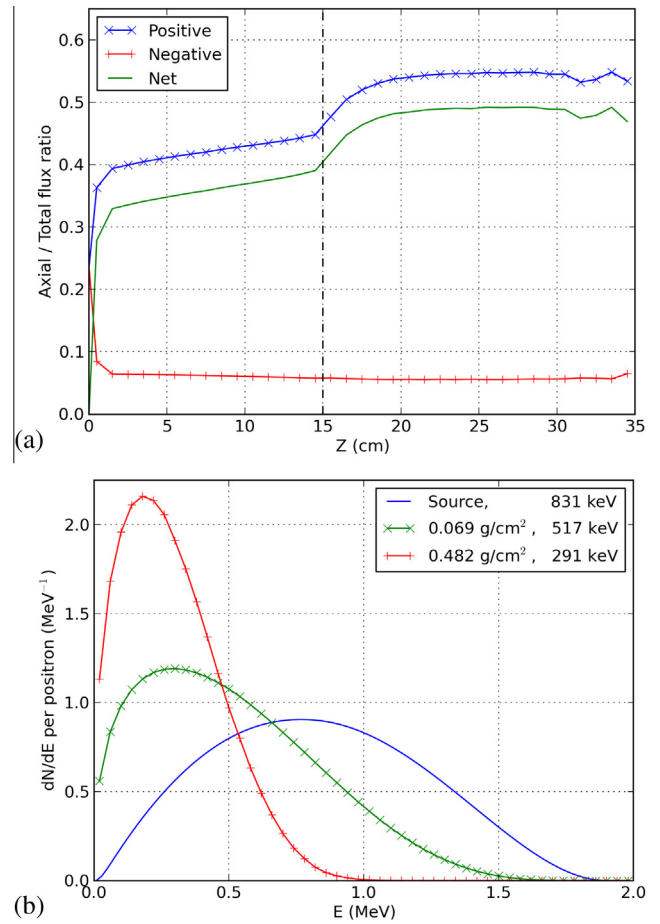 0.6
0.5
0.4
0.3
0.2
0.1
0.0
Axial / Total flux ratio
Positive
Negative
Net
0 5 10 15 20 25 30 35
Z (cm)
(a)
2.0
1.5
1.0
0.5
0.0
dN/dE per positron (MeV⁻¹)
Source, 831 keV
0.069 g/cm², 517 keV
0.482 g/cm², 291 keV
0.0 0.5 1.0 1.5 2.0
E (MeV)
(b)